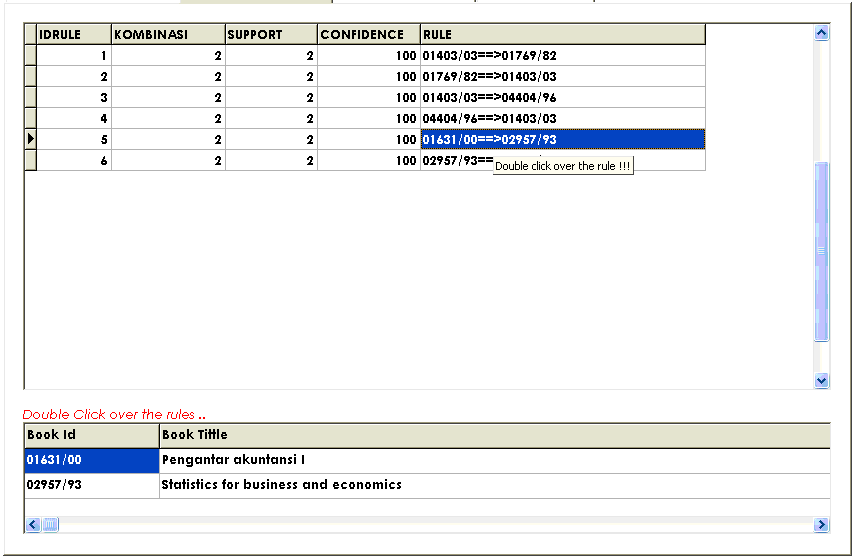 IDRULE KOMBINASI SUPPORT CONFIDENCE RULE
1 2 2 100 01403/03==>01769/82
2 2 2 100 01769/82==>01403/03
3 2 2 100 01403/03==>04404/96
4 2 2 100 04404/96==>01403/03
5 2 2 100 01631/00==>02957/93
6 2 2 100 02957/93==
Double click over the rule !!!
Double Click over the rules ..
Book Id Book Tittle
01631/00 Pengantar akuntansi I
02957/93 Statistics for business and economics